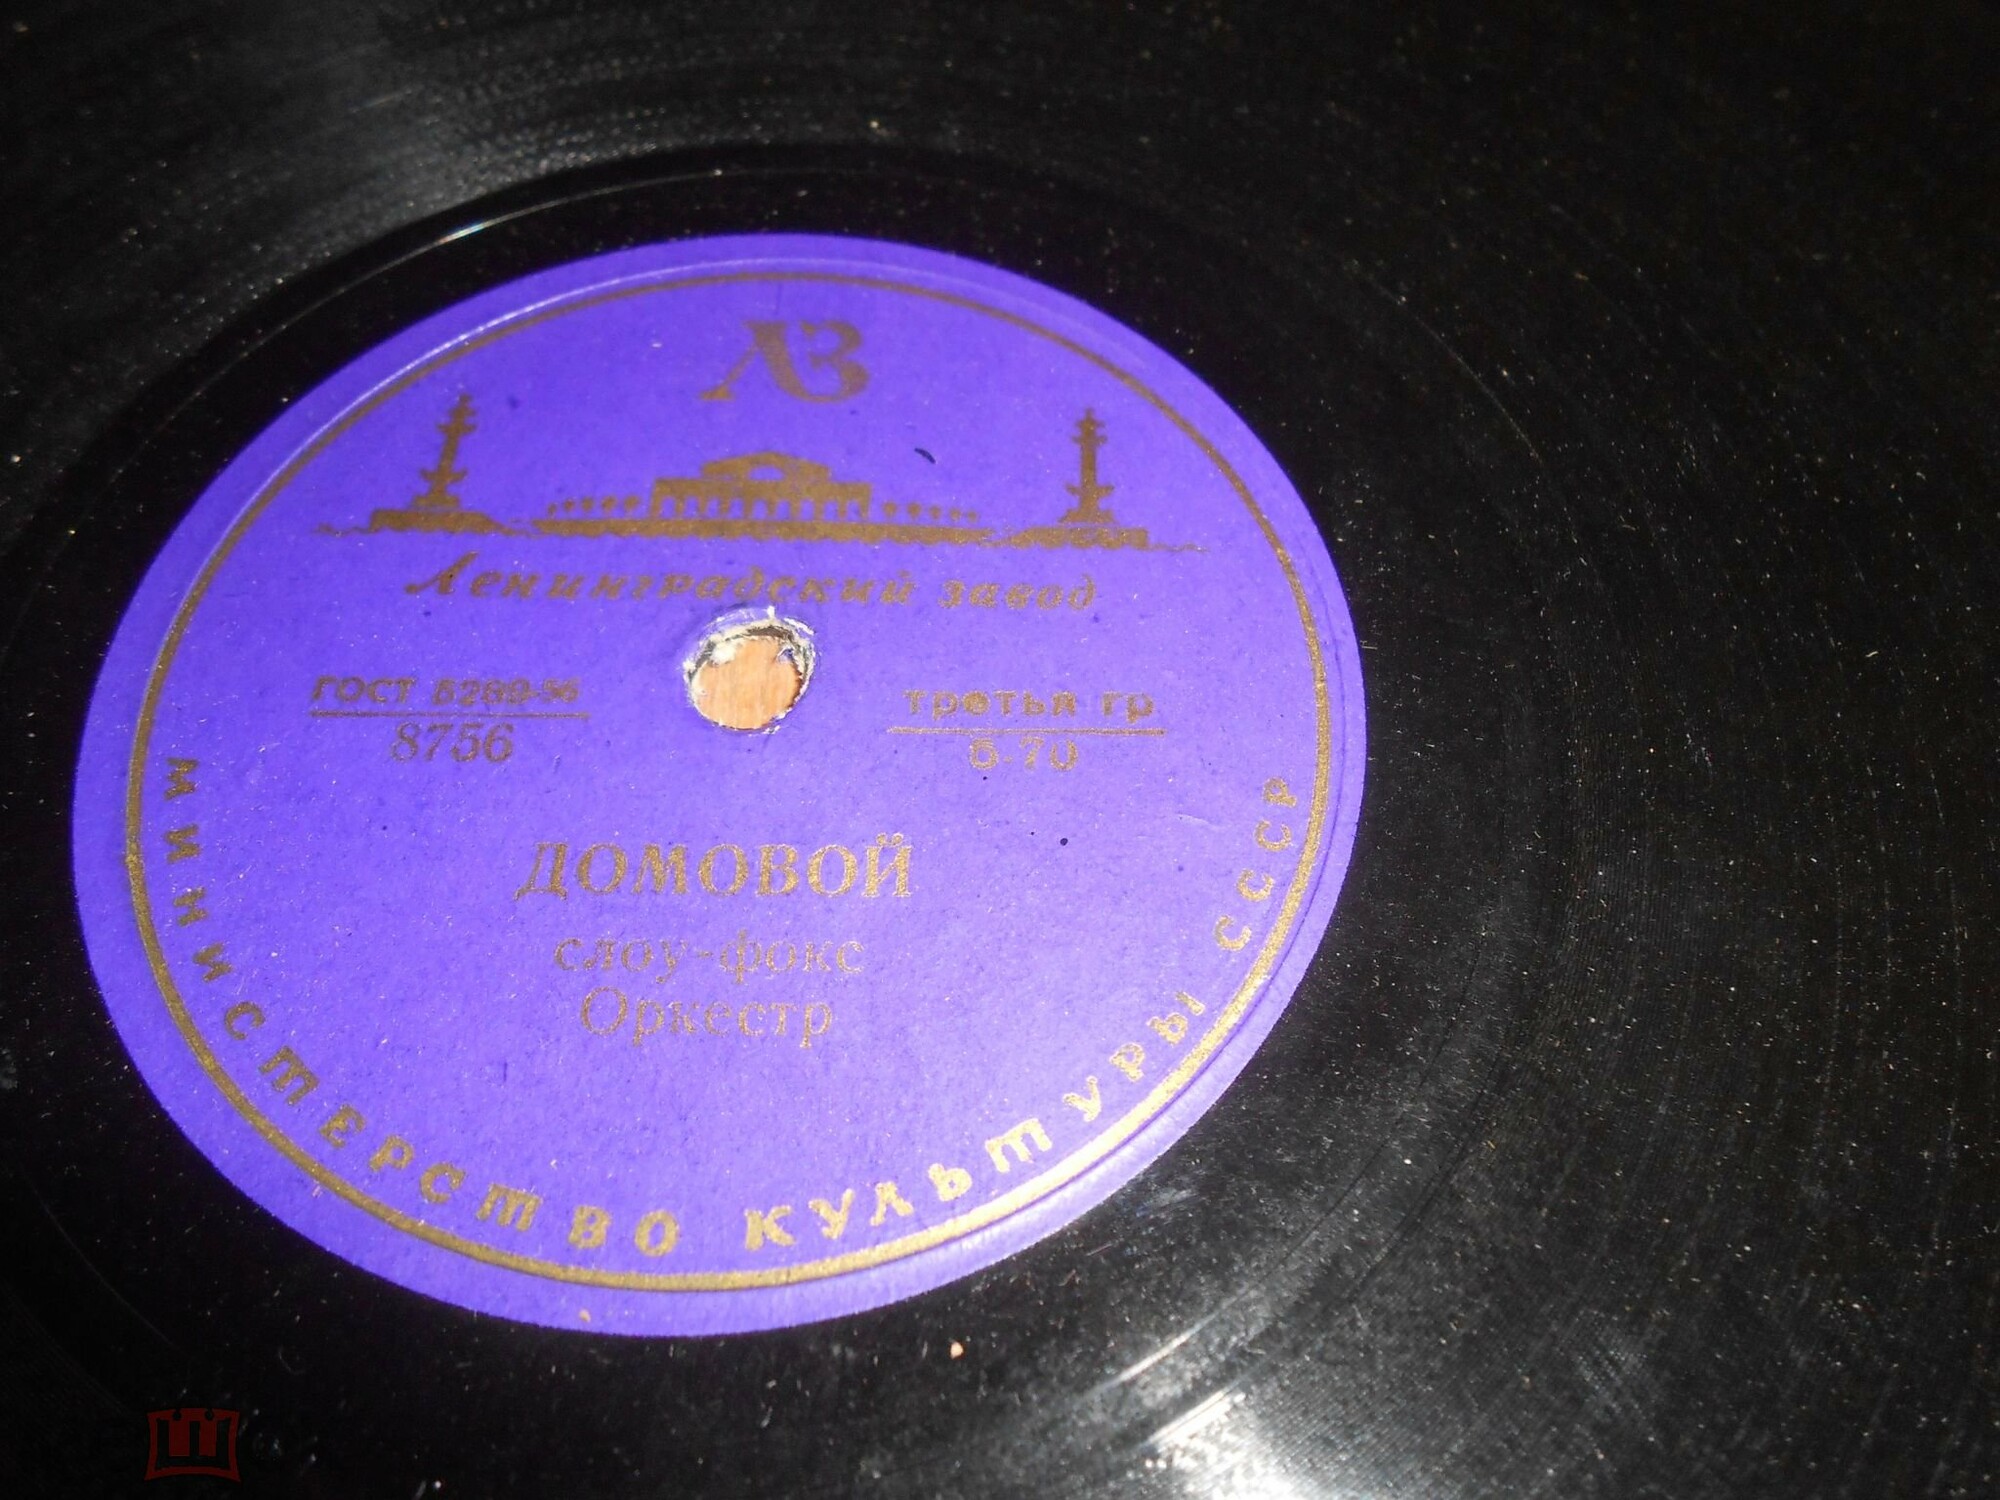 ЛЗ
Ленинградский завод
ГОСТ 5289-56
8756
третья гр
5-70
ДОМОВОЙ
слоу-фокс
Оркестр
МИНИСТЕРСТВО КУЛЬТУРЫ СССР